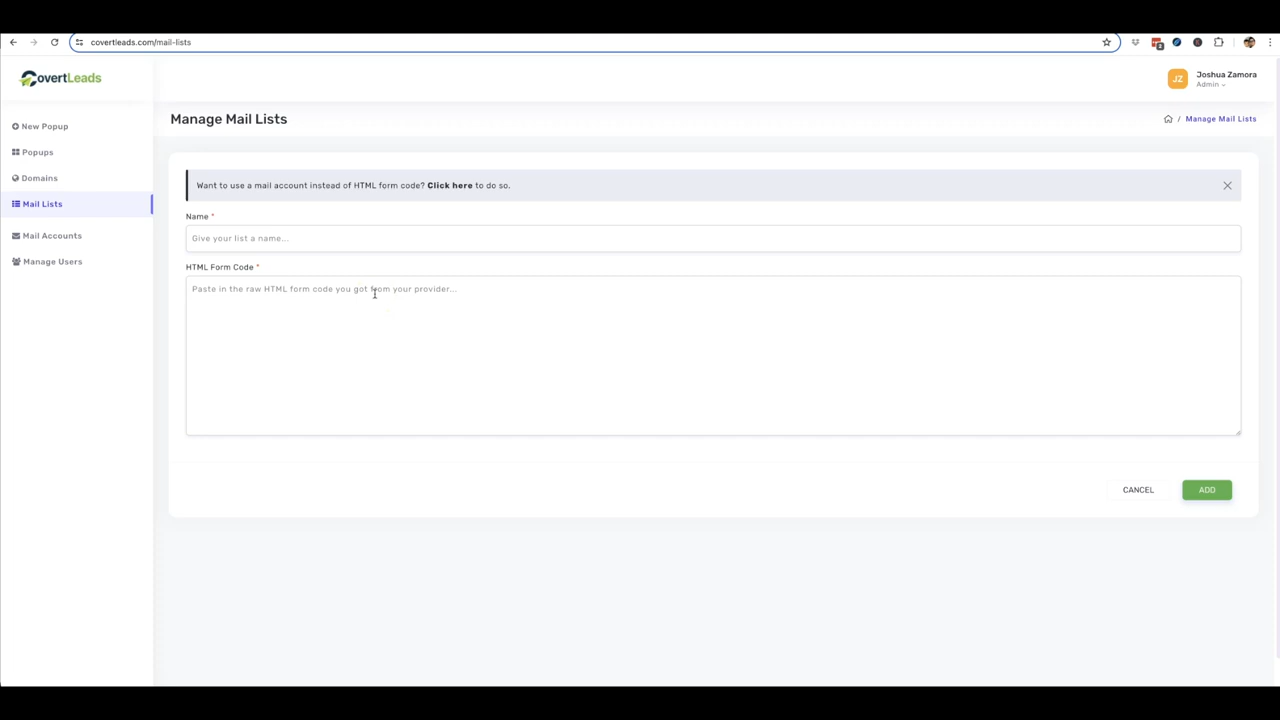 covertleads.com/mail-lists
CovertLeads
JZ
Joshua Zamora
Admin
New Popup
Popups
Domains
Mail Lists
Mail Accounts
Manage Users
Manage Mail Lists
/ Manage Mail Lists
Want to use a mail account instead of HTML form code? Click here to do so.
Name *
Give your list a name...
HTML Form Code *
Paste in the raw HTML form code you got from your provider...
CANCEL
ADD